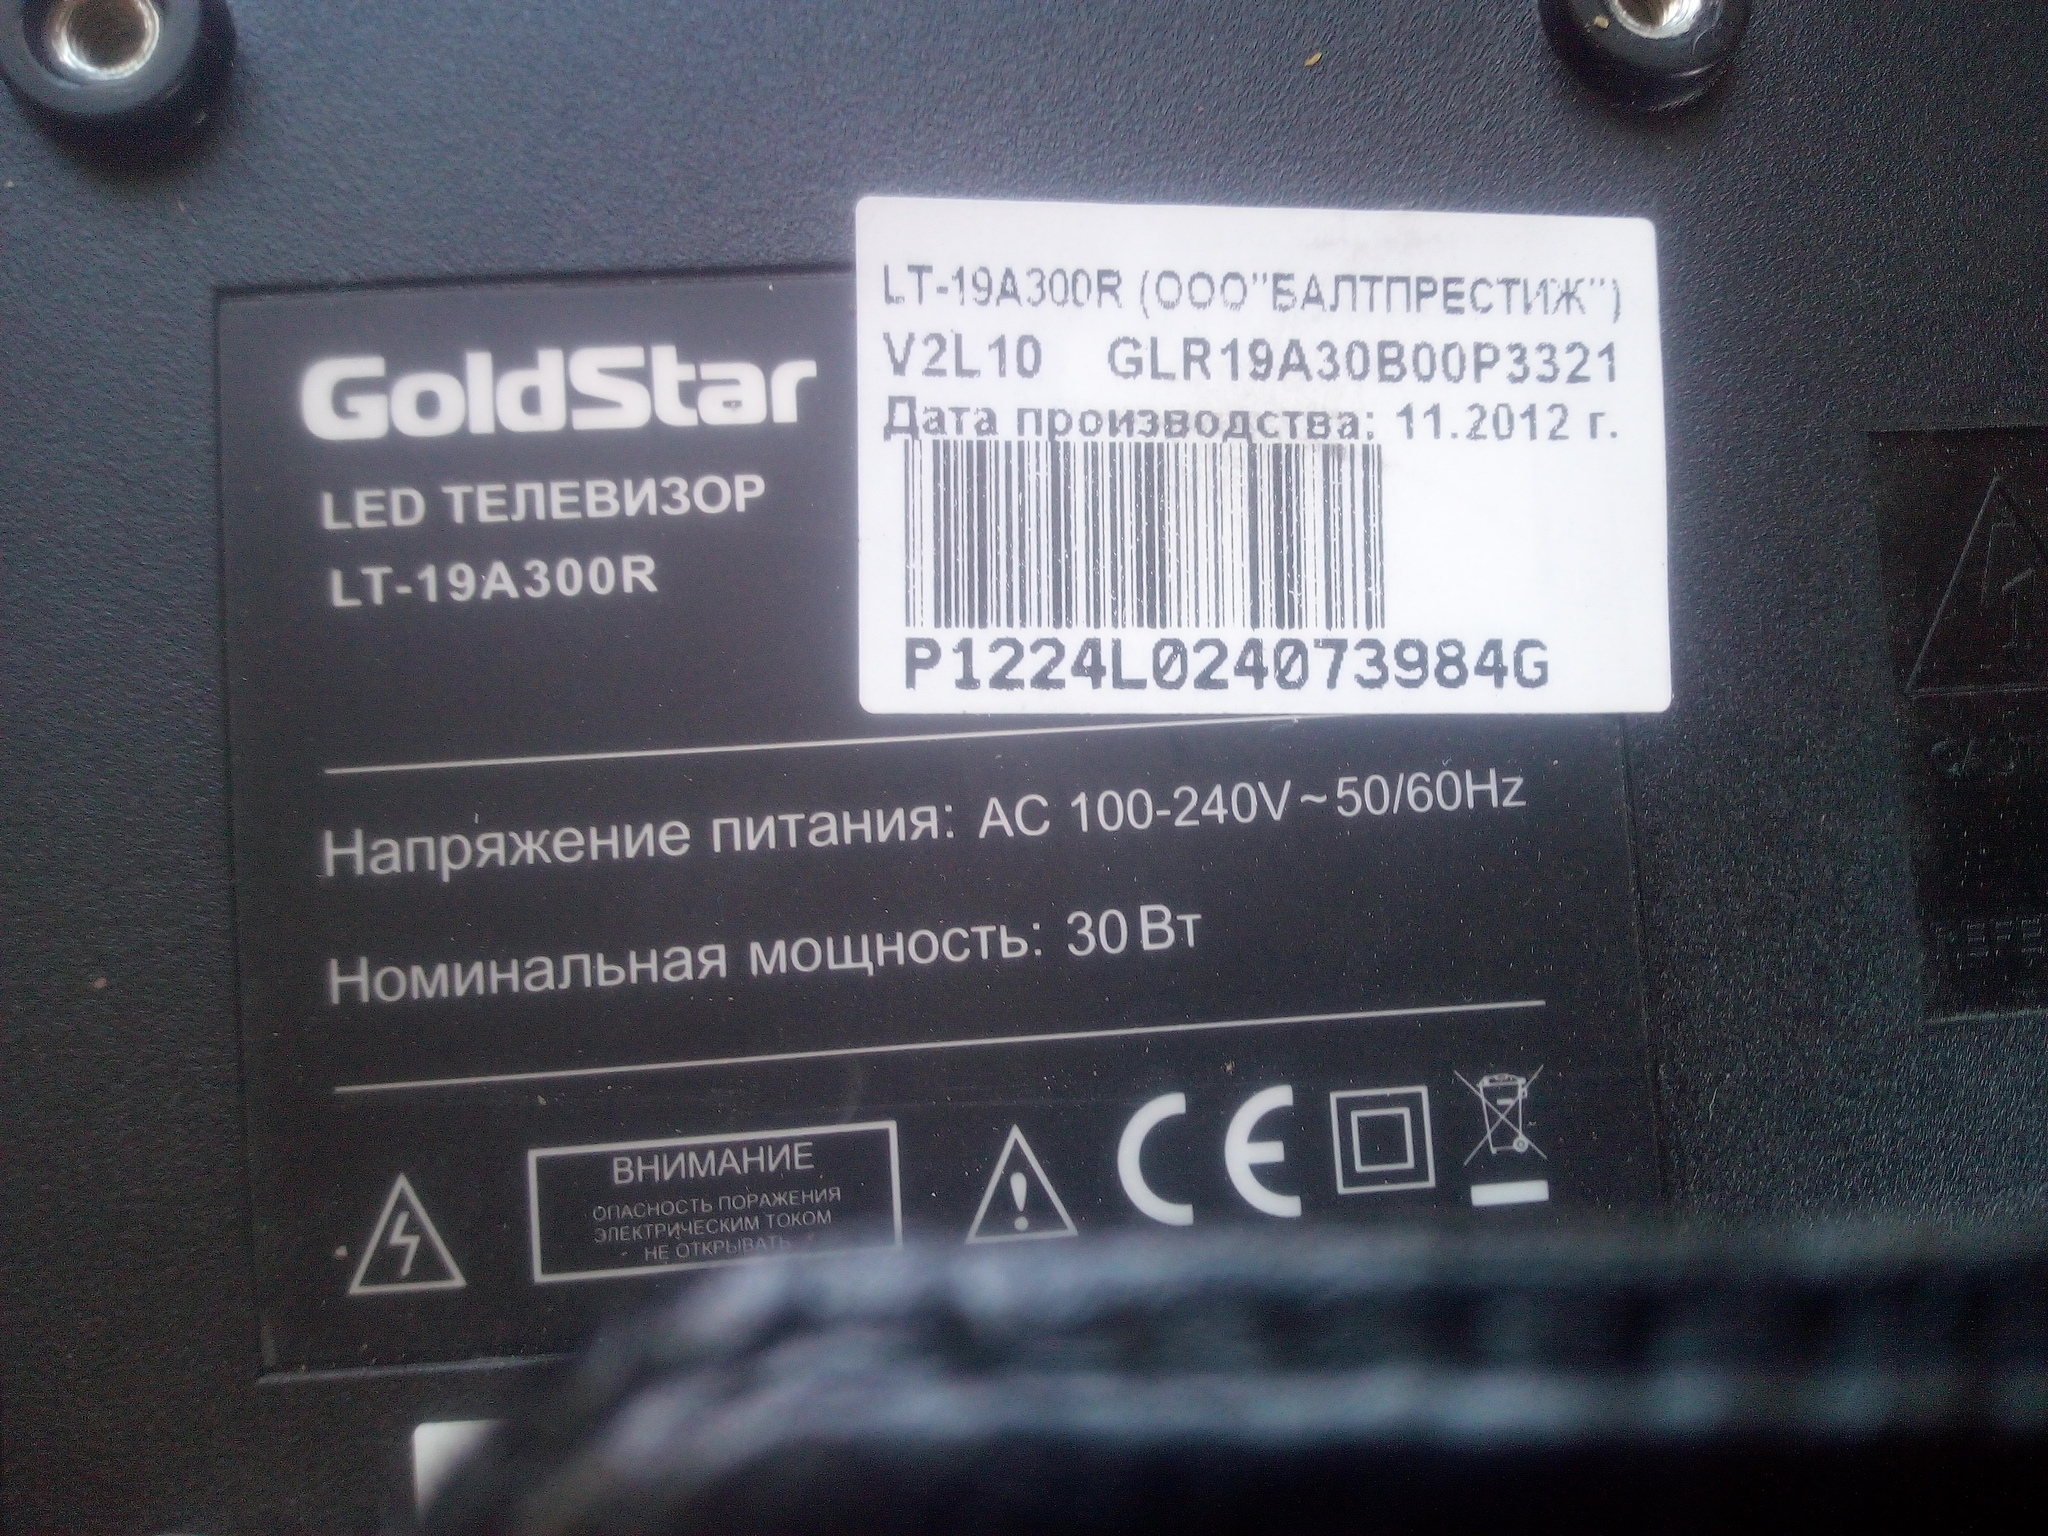 LT-19A300R (ООО"БАЛТПРЕСТИЖ")
V2L10 GLR19A30B00P3321
Дата производства: 11.2012 г.
P1224L024073984G
GoldStar
LED ТЕЛЕВИЗОР
LT-19A300R
Напряжение питания: AC 100-240V~50/60Hz
Номинальная мощность: 30 Вт
ВНИМАНИЕ
ОПАСНОСТЬ ПОРАЖЕНИЯ
ЭЛЕКТРИЧЕСКИМ ТОКОМ
НЕ ОТКРЫВАТЬ
CE